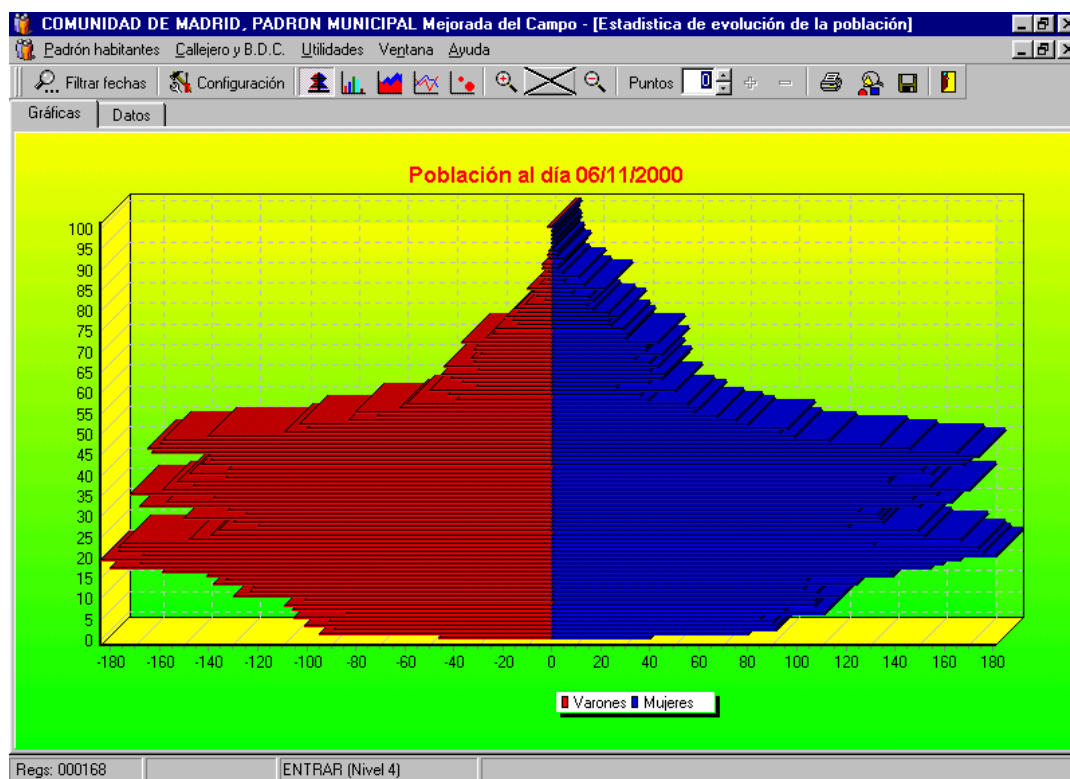 COMUNIDAD DE MADRID, PADRON MUNICIPAL Mejorada del Campo - [Estadistica de evolución de la población]
Padrón habitantes Callejero y B.D.C. Utilidades Ventana Ayuda
Filtrar fechas Configuración Puntos 0
Gráficas Datos
Población al día 06/11/2000
100
95
90
85
80
75
70
65
60
55
50
45
40
35
30
25
20
15
10
5
0
-180 -160 -140 -120 -100 -80 -60 -40 -20 0 20 40 60 80 100 120 140 160 180
Varones Mujeres
Regs: 000168 ENTRAR (Nivel 4)